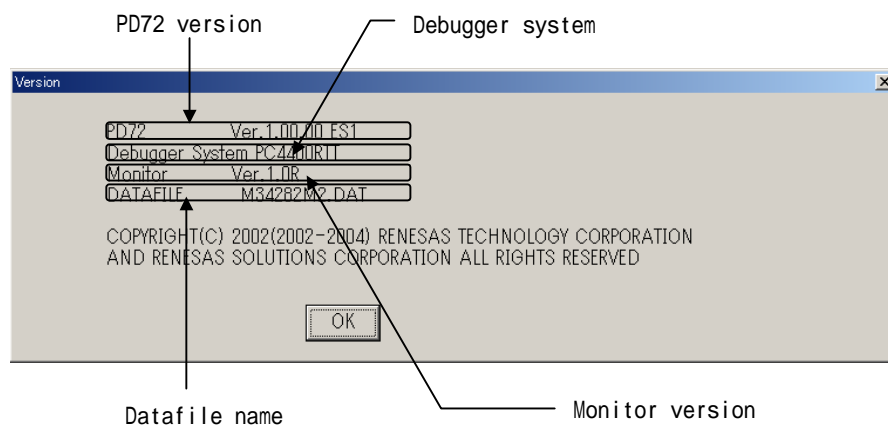 PD72 version
Debugger system
Version
PD72 Ver.1.00.00 ES1
Debugger System PC4400RTT
Monitor Ver.1.0R
DATAFILE M34282M2.DAT
COPYRIGHT(C) 2002(2002-2004) RENESAS TECHNOLOGY CORPORATION
AND RENESAS SOLUTIONS CORPORATION ALL RIGHTS RESERVED
OK
Datafile name
Monitor version